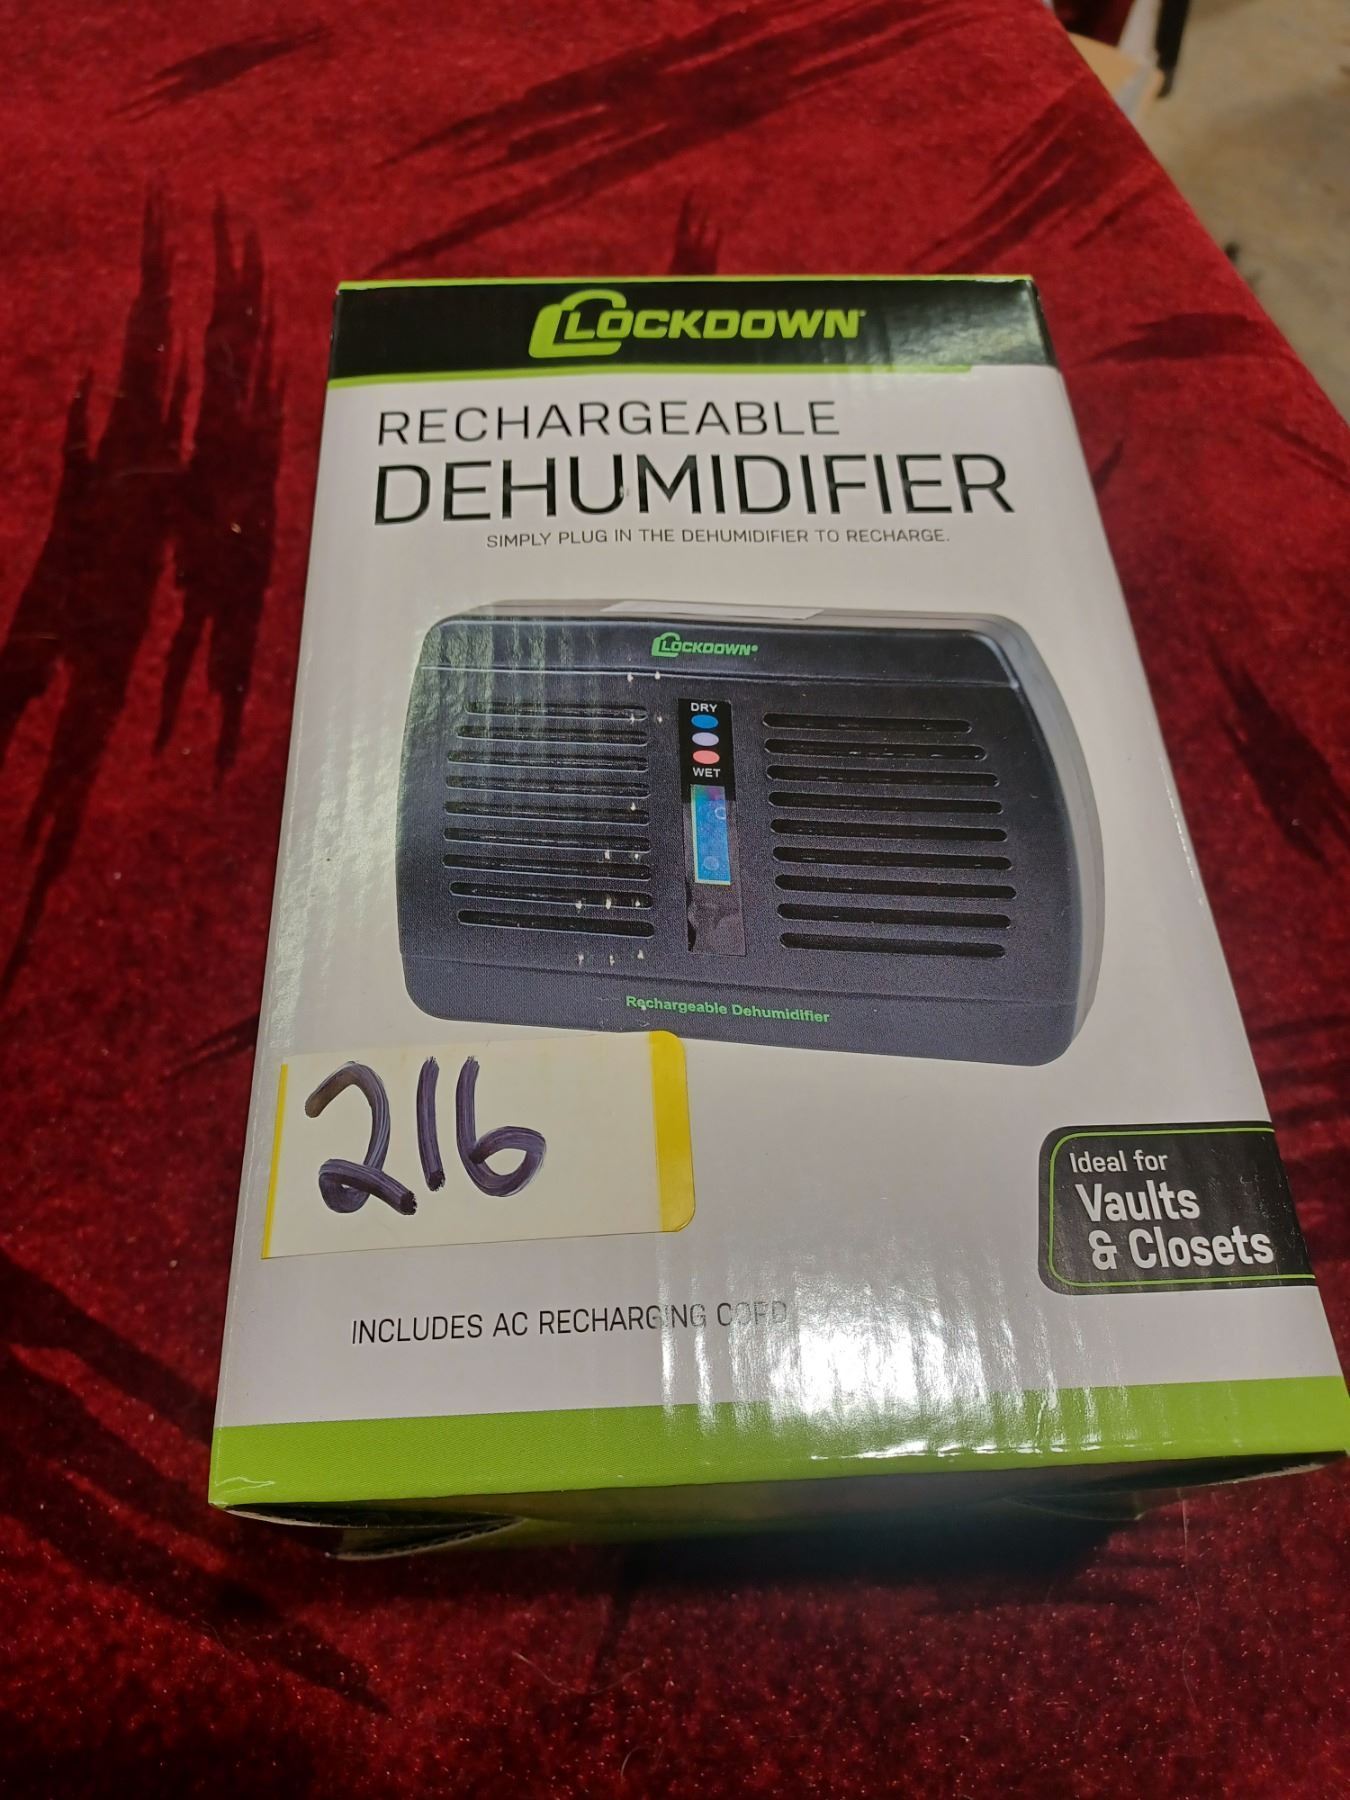 LOCKDOWN
RECHARGEABLE
DEHUMIDIFIER
SIMPLY PLUG IN THE DEHUMIDIFIER TO RECHARGE.
LOCKDOWN®
DRY
WET
Rechargeable Dehumidifier
216
Ideal for
Vaults
& Closets
INCLUDES AC RECHARGING CORD